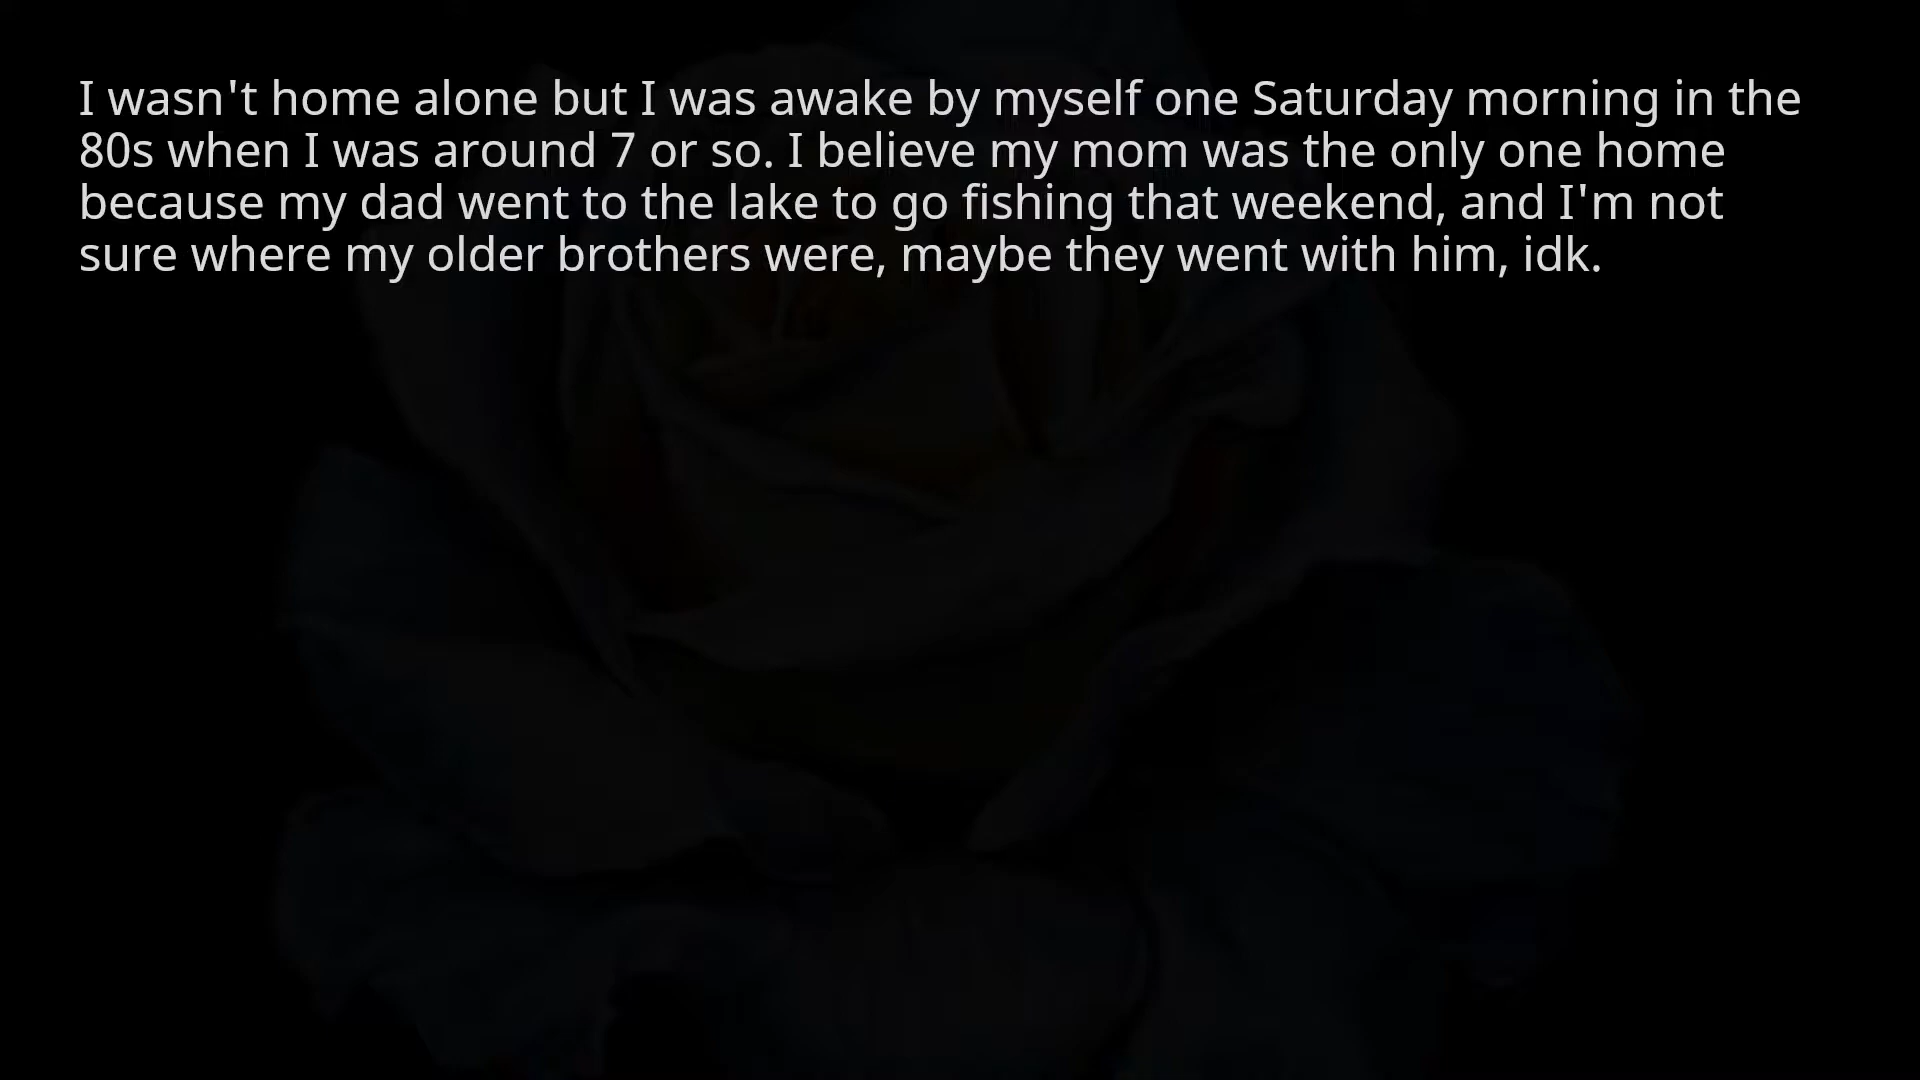 I wasn't home alone but I was awake by myself one Saturday morning in the
80s when I was around 7 or so. I believe my mom was the only one home
because my dad went to the lake to go fishing that weekend, and I'm not
sure where my older brothers were, maybe they went with him, idk.